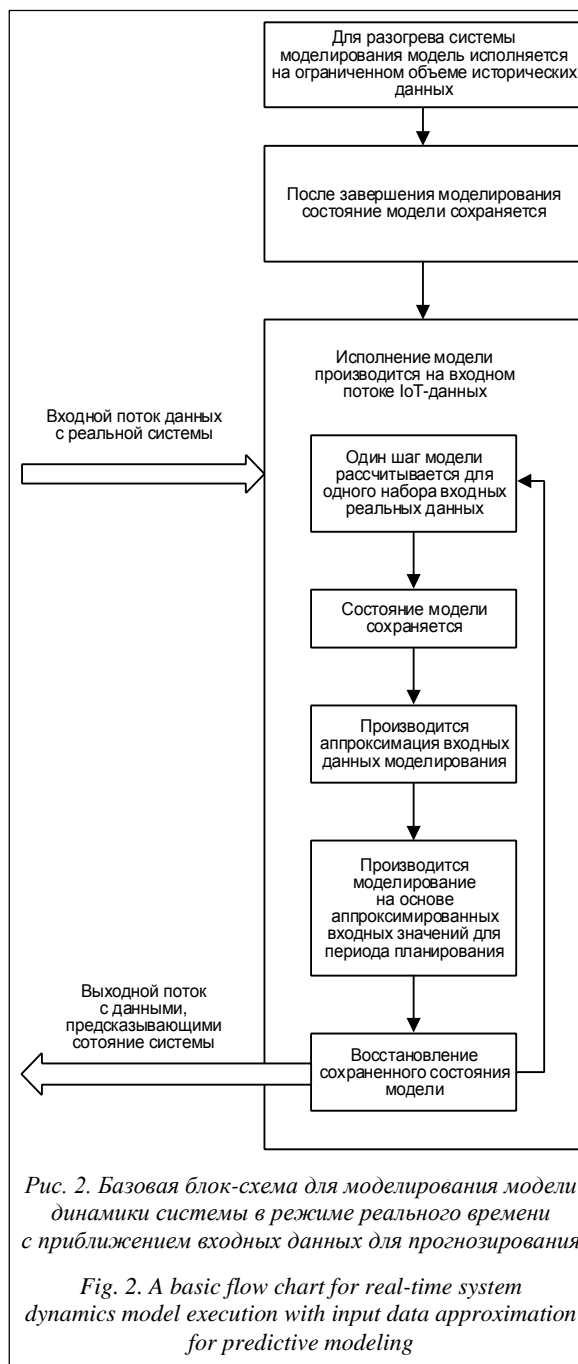 Для разогрева системы
моделирования модель исполняется
на ограниченном объеме исторических
данных
После завершения моделирования
состояние модели сохраняется
Исполнение модели
производится на входном
потоке IoT-данных
Входной поток данных
с реальной системы
Один шаг модели
рассчитывается для
одного набора входных
реальных данных
Состояние модели
сохраняется
Производится
аппроксимация входных
данных моделирования
Производится
моделирование
на основе
аппроксимированных
входных значений для
периода планирования
Выходной поток
с данными,
предсказывающими
сотояние системы
Восстановление
сохраненного состояния
модели
Рис. 2. Базовая блок-схема для моделирования модели
динамики системы в режиме реального времени
с приближением входных данных для прогнозирования
Fig. 2. A basic flow chart for real-time system
dynamics model execution with input data approximation
for predictive modeling